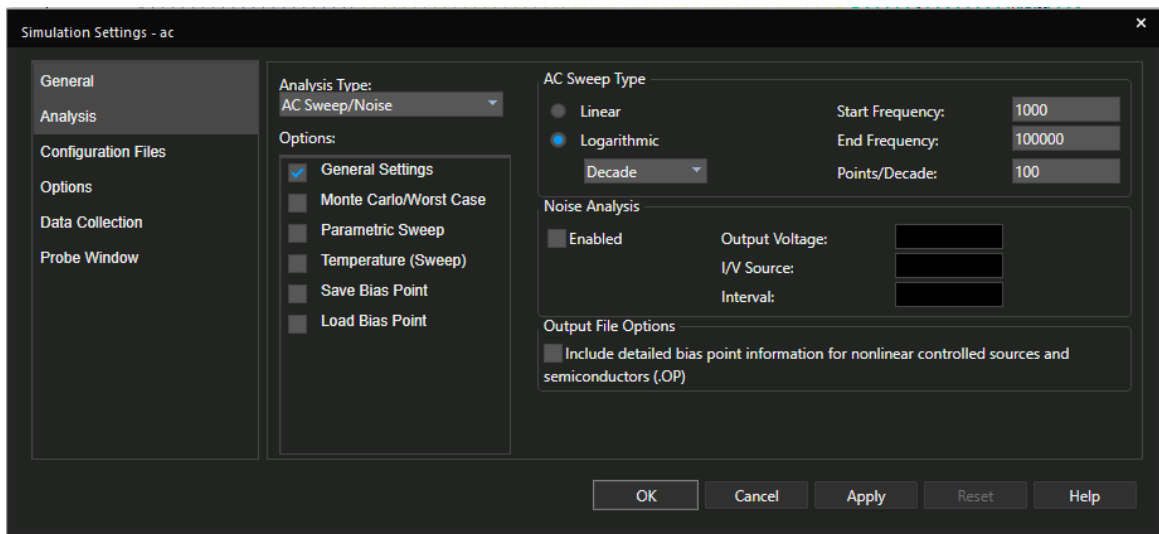 Simulation Settings - ac
×
General
Analysis
Configuration Files
Options
Data Collection
Probe Window
Analysis Type:
AC Sweep/Noise
Options:
General Settings
Monte Carlo/Worst Case
Parametric Sweep
Temperature (Sweep)
Save Bias Point
Load Bias Point
AC Sweep Type
Linear
Logarithmic
Decade
Start Frequency: 1000
End Frequency: 100000
Points/Decade: 100
Noise Analysis
Enabled
Output Voltage:
I/V Source:
Interval:
Output File Options
Include detailed bias point information for nonlinear controlled sources and
semiconductors (.OP)
OK Cancel Apply Reset Help